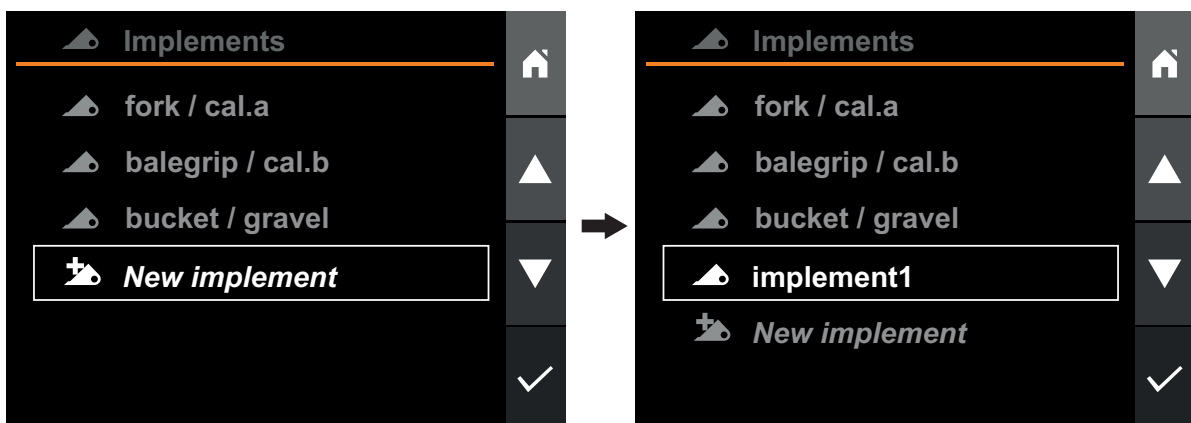 Implements
fork / cal.a
balegrip / cal.b
bucket / gravel
New implement
Implements
fork / cal.a
balegrip / cal.b
bucket / gravel
implement1
New implement